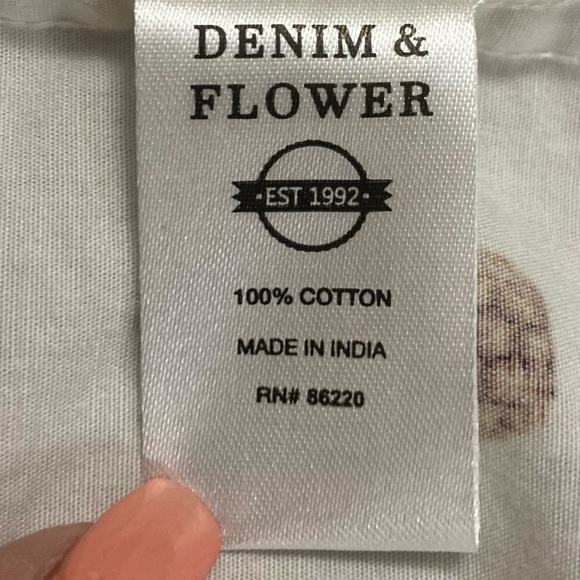 DENIM &
FLOWER
·EST 1992·
100% COTTON
MADE IN INDIA
RN# 86220